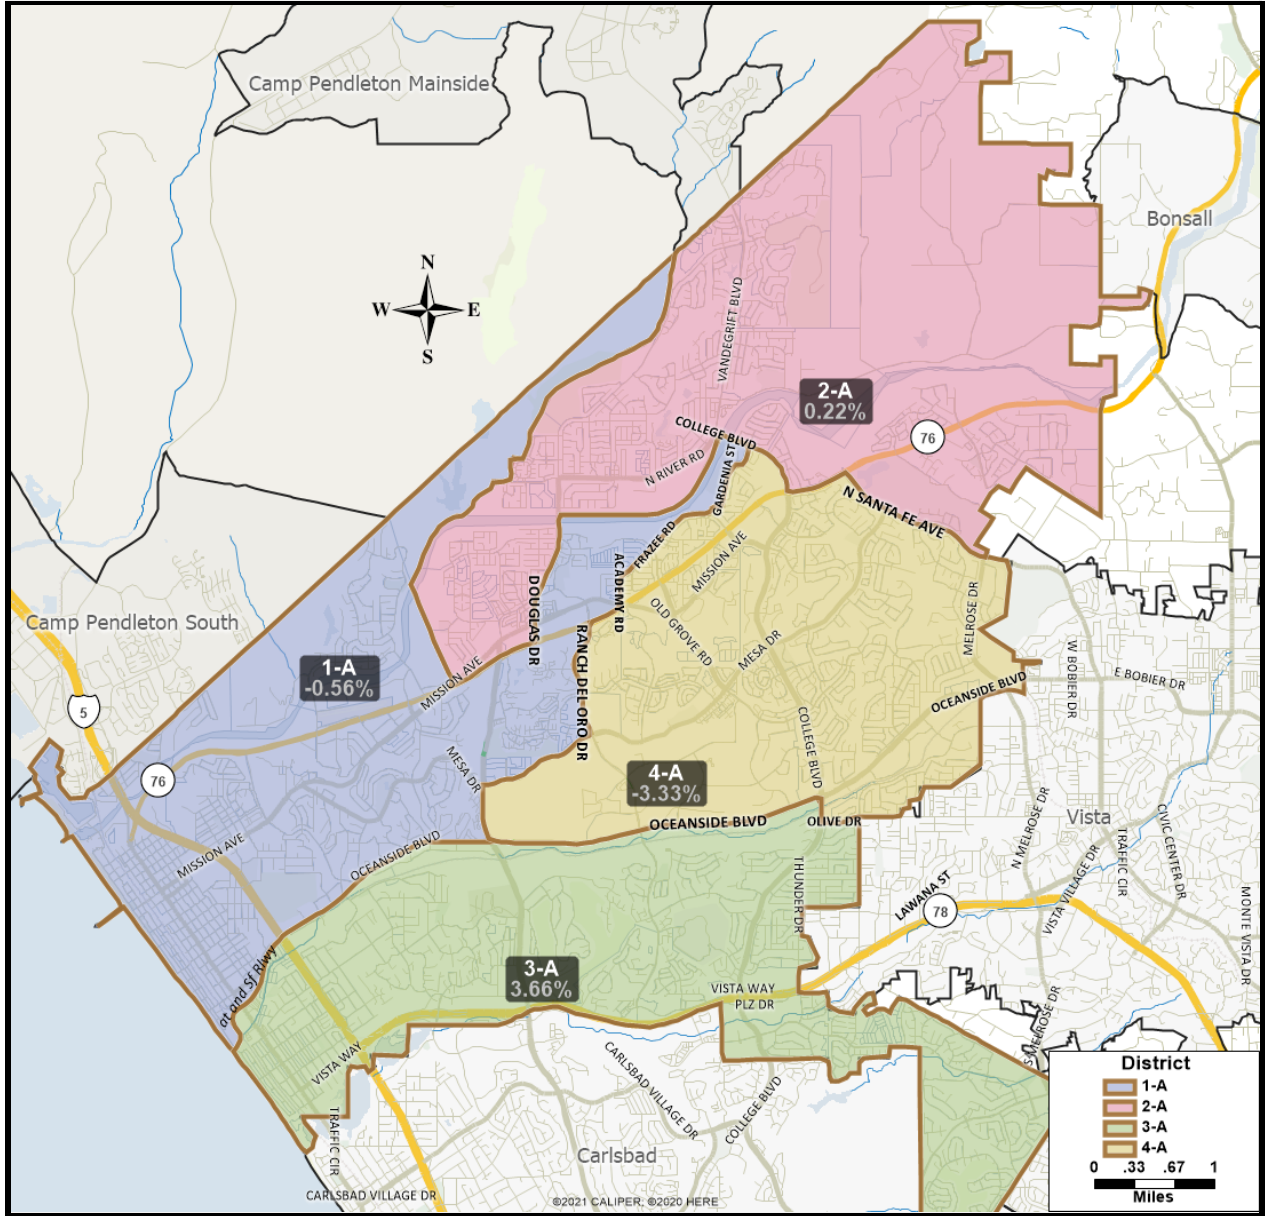 Camp Pendleton Mainside
Bonsall
N
W
E
S
VANDEGRIFT BLVD
2-A
0.22%
76
COLLEGE BLVD
N RIVER RD
GARDENIA ST
N SANTA FE AVE
FRAZEE RD
MISSION AVE
ACADEMY RD
DOUGLAS DR
OLD GROVE RD
MESA DR
MELROSE DR
Camp Pendleton South
1-A
-0.56%
MISSION AVE
RANCH DEL ORO DR
W BOBIER DR
E BOBIER DR
OCEANSIDE BLVD
5
76
MESA DR
COLLEGE BLVD
4-A
-3.33%
OCEANSIDE BLVD
OLIVE DR
Vista
N MELROSE DR
TRAFFIC CIR
CIVIC CENTER DR
MISSION AVE
OCEANSIDE BLVD
THUNDER DR
LAWANA ST
78
VISTA VILLAGE DR
MONTE VISTA DR
at and Sf Rlwy
3-A
3.66%
VISTA WAY
PLZ DR
S MELROSE DR
VISTA WAY
CARLSBAD VILLAGE DR
COLLEGE BLVD
TRAFFIC CIR
Carlsbad
CARLSBAD VILLAGE DR
©2021 CALIPER, ©2020 HERE
District
1-A
2-A
3-A
4-A
0 .33 .67 1
Miles